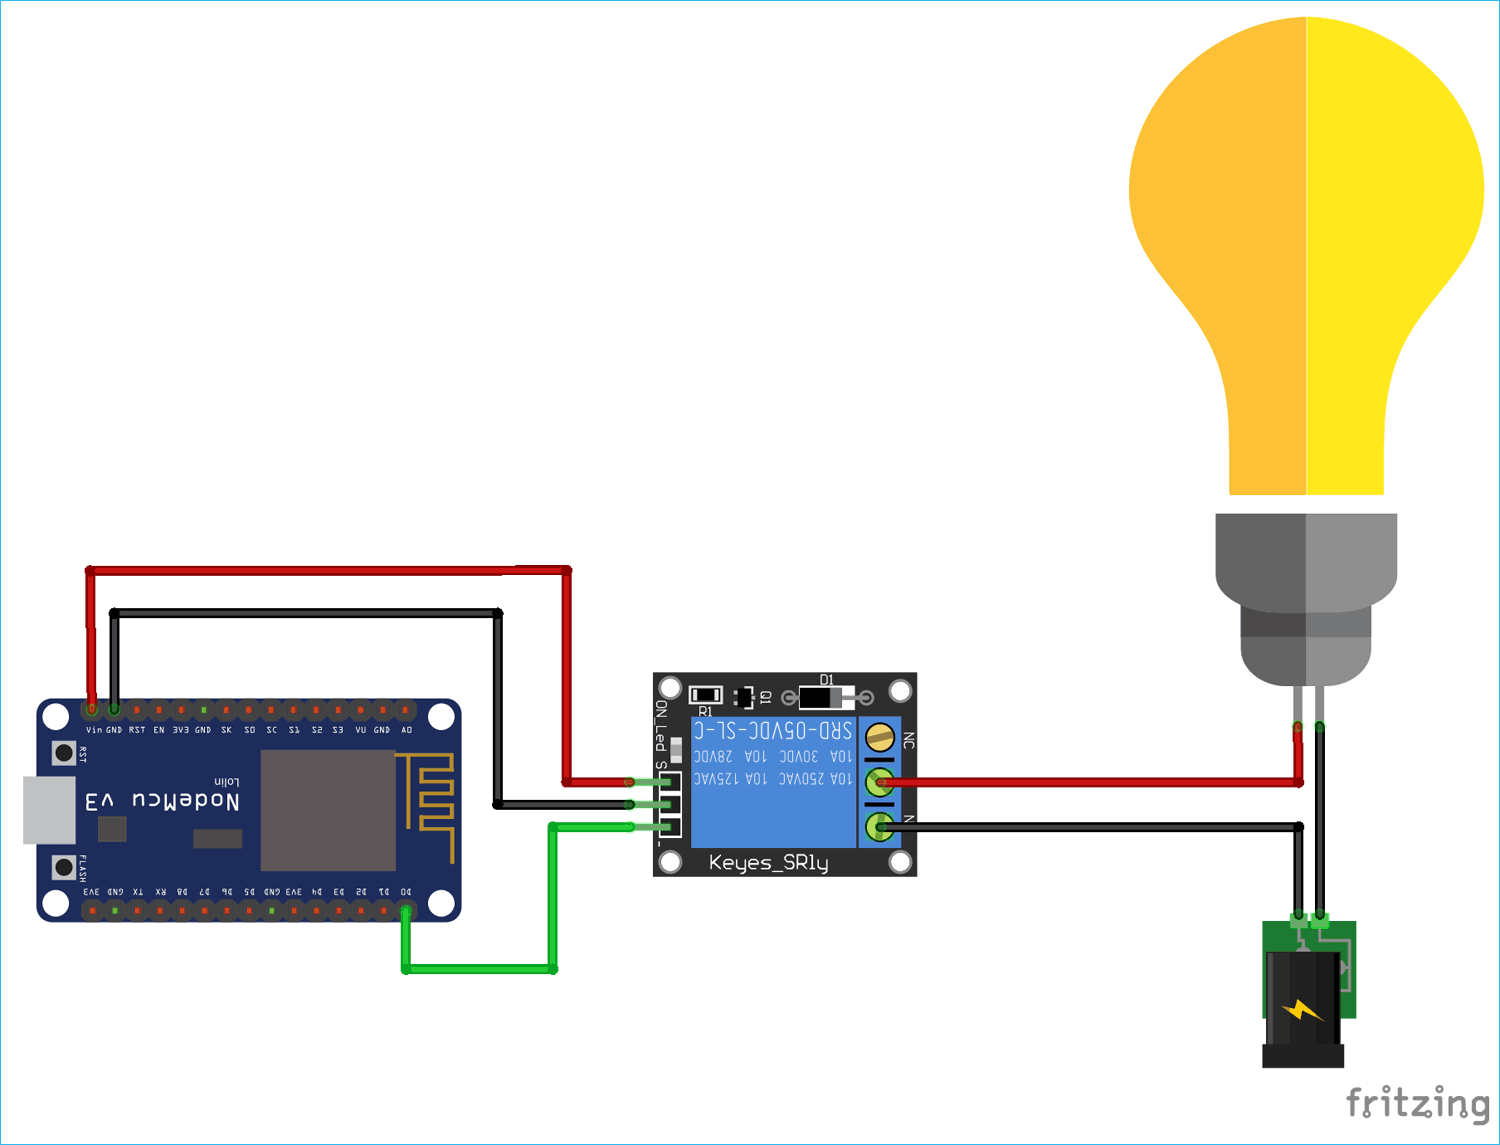 Vin GND RST EN 3V3 GND SK S0 SC S1 S2 S3 VU GND A0
RST
Lolin
NodeMcu v3
FLASH
3V3 GND TX RX D8 D7 D6 D5 GND 3V3 D4 D3 D2 D1 D0
D1
R1
Q1
ON_Led
S
-
SRD-05VDC-SL-C
10A 30VDC 10A 28VDC
10A 250VAC 10A 125VAC
NC
N
Keyes_SRly
fritzing